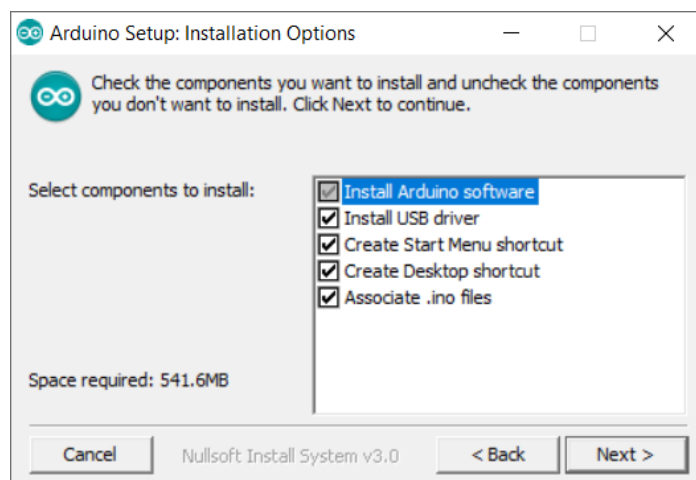 Arduino Setup: Installation Options
Check the components you want to install and uncheck the components
you don't want to install. Click Next to continue.
Select components to install:
Install Arduino software
Install USB driver
Create Start Menu shortcut
Create Desktop shortcut
Associate .ino files
Space required: 541.6MB
Cancel
Nullsoft Install System v3.0
< Back
Next >